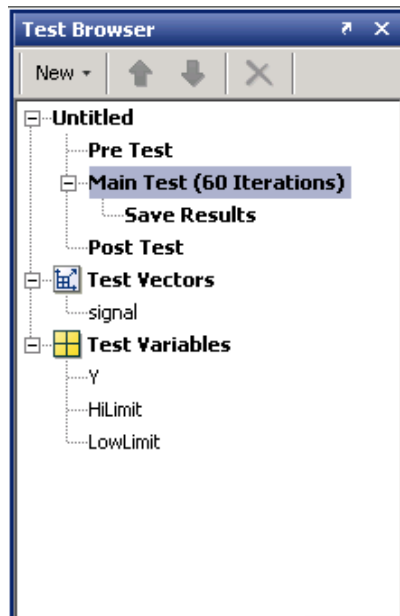 Test Browser
New
Untitled
Pre Test
Main Test (60 Iterations)
Save Results
Post Test
Test Vectors
signal
Test Variables
Y
HiLimit
LowLimit